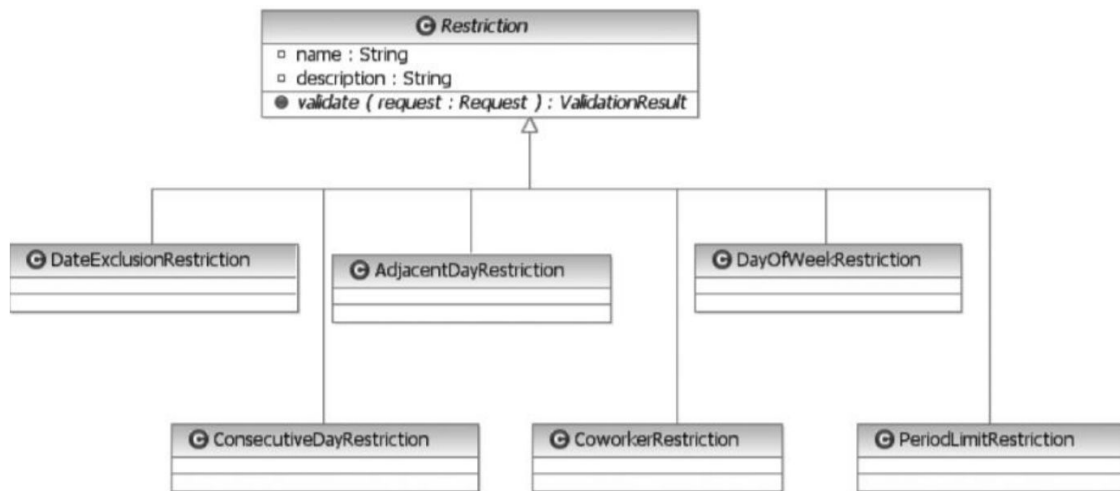 Restriction
name : String
description : String
validate ( request : Request ) : ValidationResult
DateExclusionRestriction
AdjacentDayRestriction
DayOfWeekRestriction
ConsecutiveDayRestriction
CoworkerRestriction
PeriodLimitRestriction